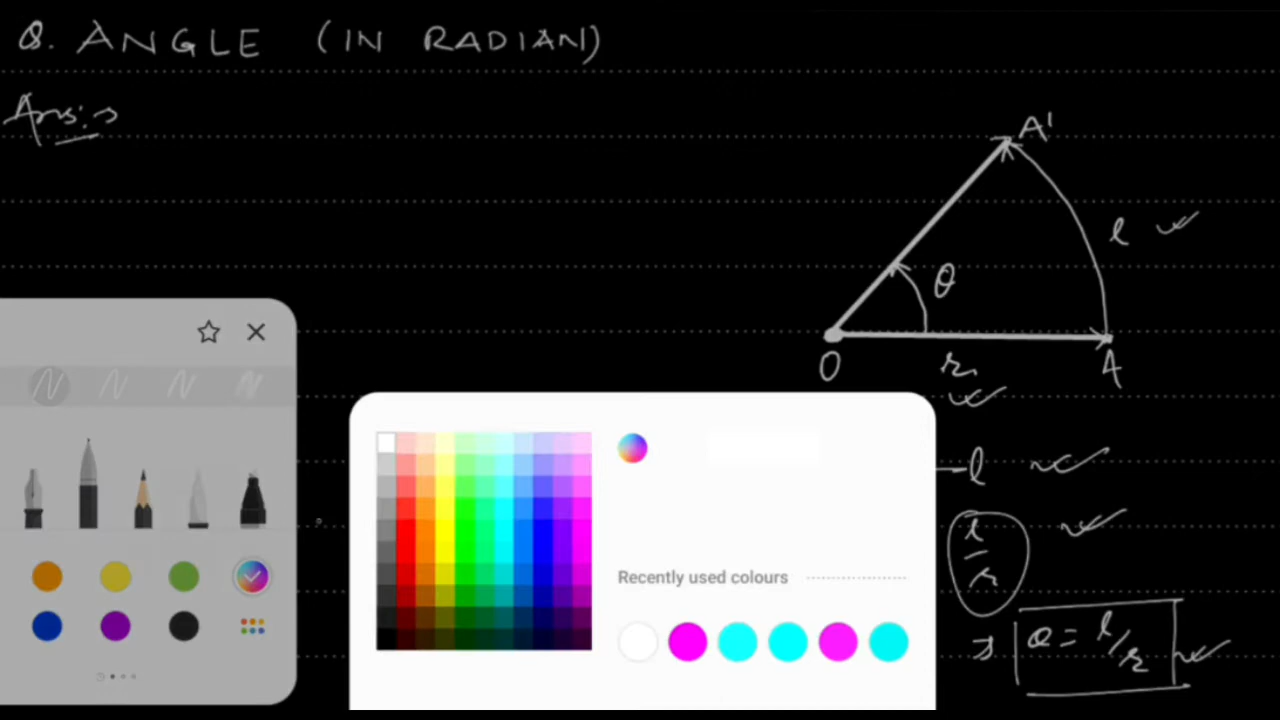 Q. ANGLE (IN RADIAN)
Ans:→
A'
l
θ
O r A
Recently used colours
l
l
r
θ = l/r